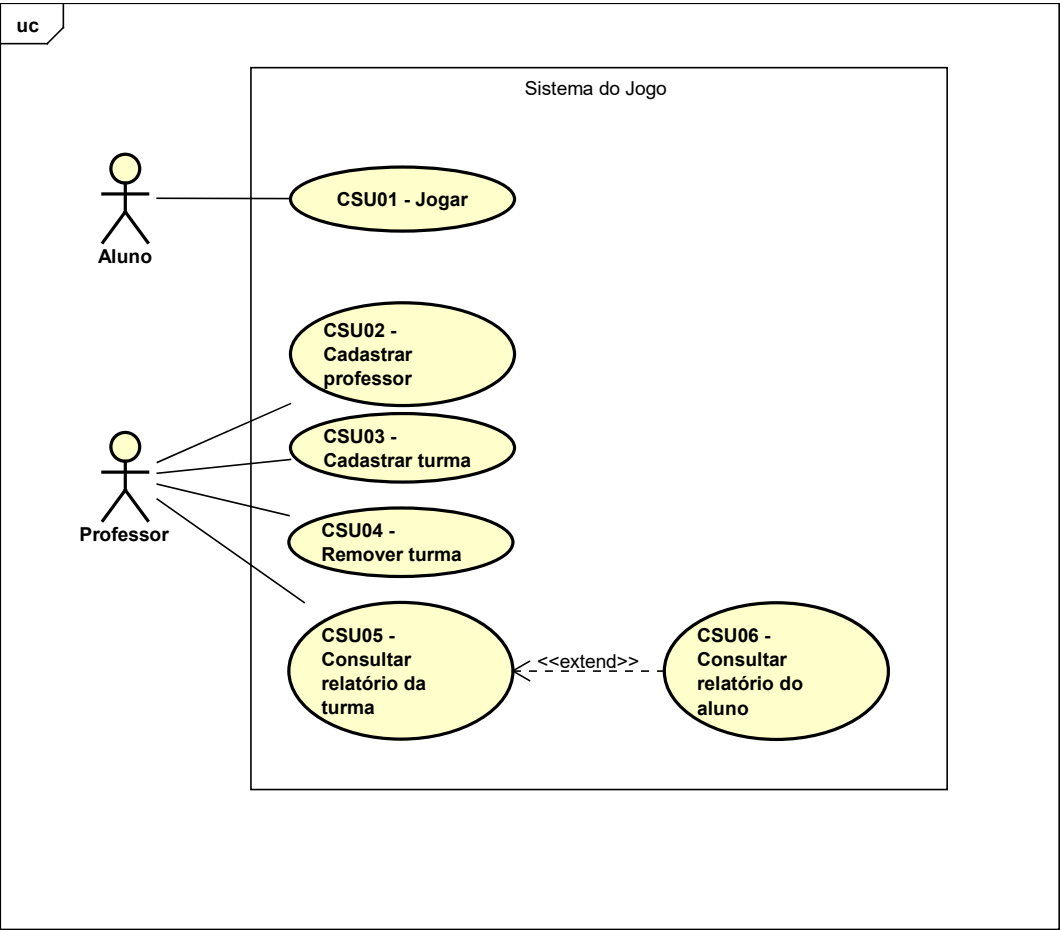 uc
Sistema do Jogo
CSU01 - Jogar
Aluno
CSU02 -
Cadastrar
professor
CSU03 -
Cadastrar turma
Professor
CSU04 -
Remover turma
CSU05 -
Consultar
relatório da
turma
<<extend>>
CSU06 -
Consultar
relatório do
aluno